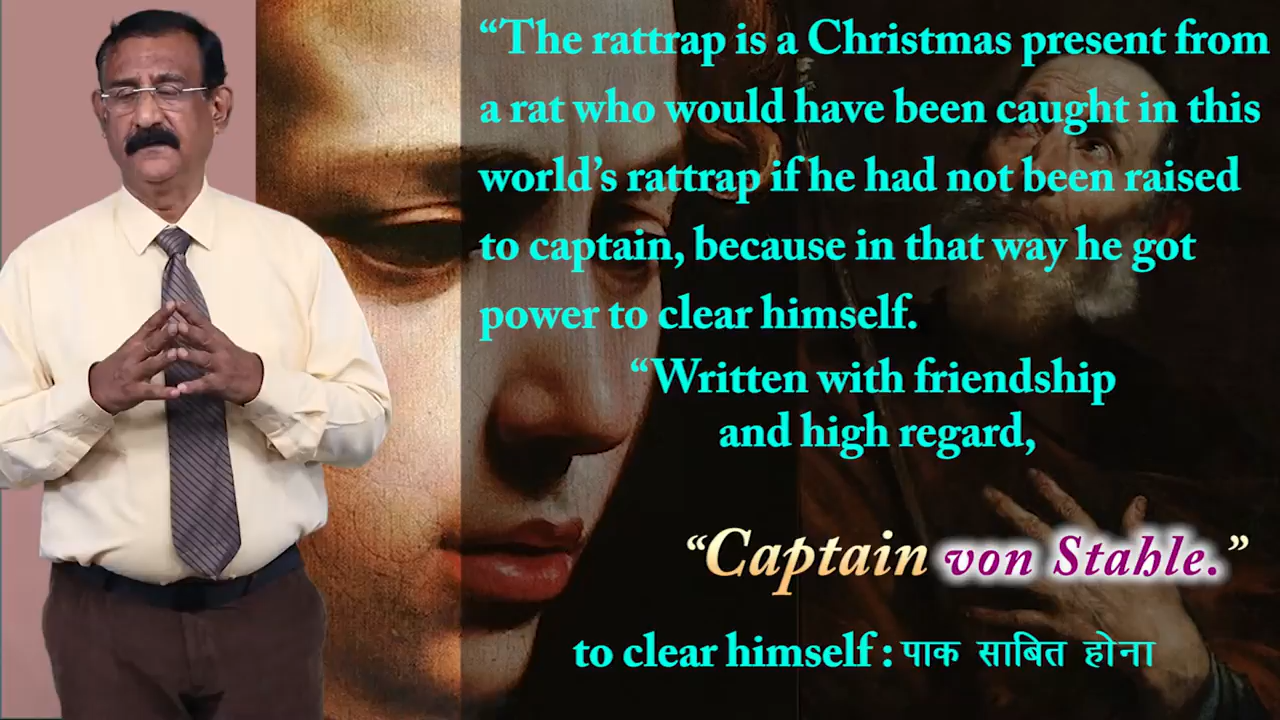 “The rattrap is a Christmas present from
a rat who would have been caught in this
world’s rattrap if he had not been raised
to captain, because in that way he got
power to clear himself.
“Written with friendship
and high regard,
“Captain von Stahle.”
to clear himself : पाक साबित होना